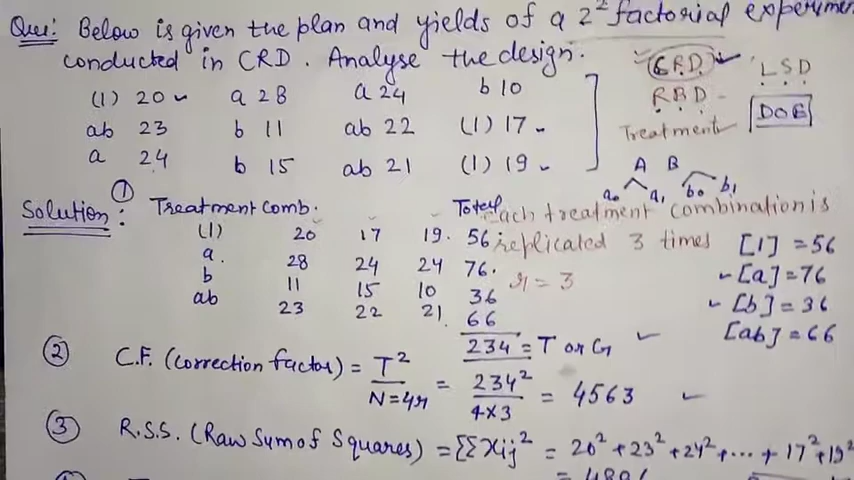 Que: Below is given the plan and yields of a 2² factorial experimen
conducted in CRD. Analyse the design.
(1) 20 a 28 a 24 b 10
ab 23 b 11 ab 22 (1) 17
a 24 b 15 ab 21 (1) 19
CRD LSD
RBD DOE
Treatment
A B
a₀ a₁ b₀ b₁
Solution: ① Treatment Comb. Total
(1) 20 17 19. 56
a. 28 24 24 76.
b 11 15 10 36
ab 23 22 21. 66
234 = T or G
Each treatment combination is
replicated 3 times
r = 3
[1] = 56
[a] = 76
[b] = 36
[ab] = 66
② C.F. (Correction factor) = T²/N=4r = 234²/4×3 = 4563
③ R.S.S. (Raw Sum of Squares) = ΣΣXij² = 20² + 23² + 24² + ... + 17² + 19²